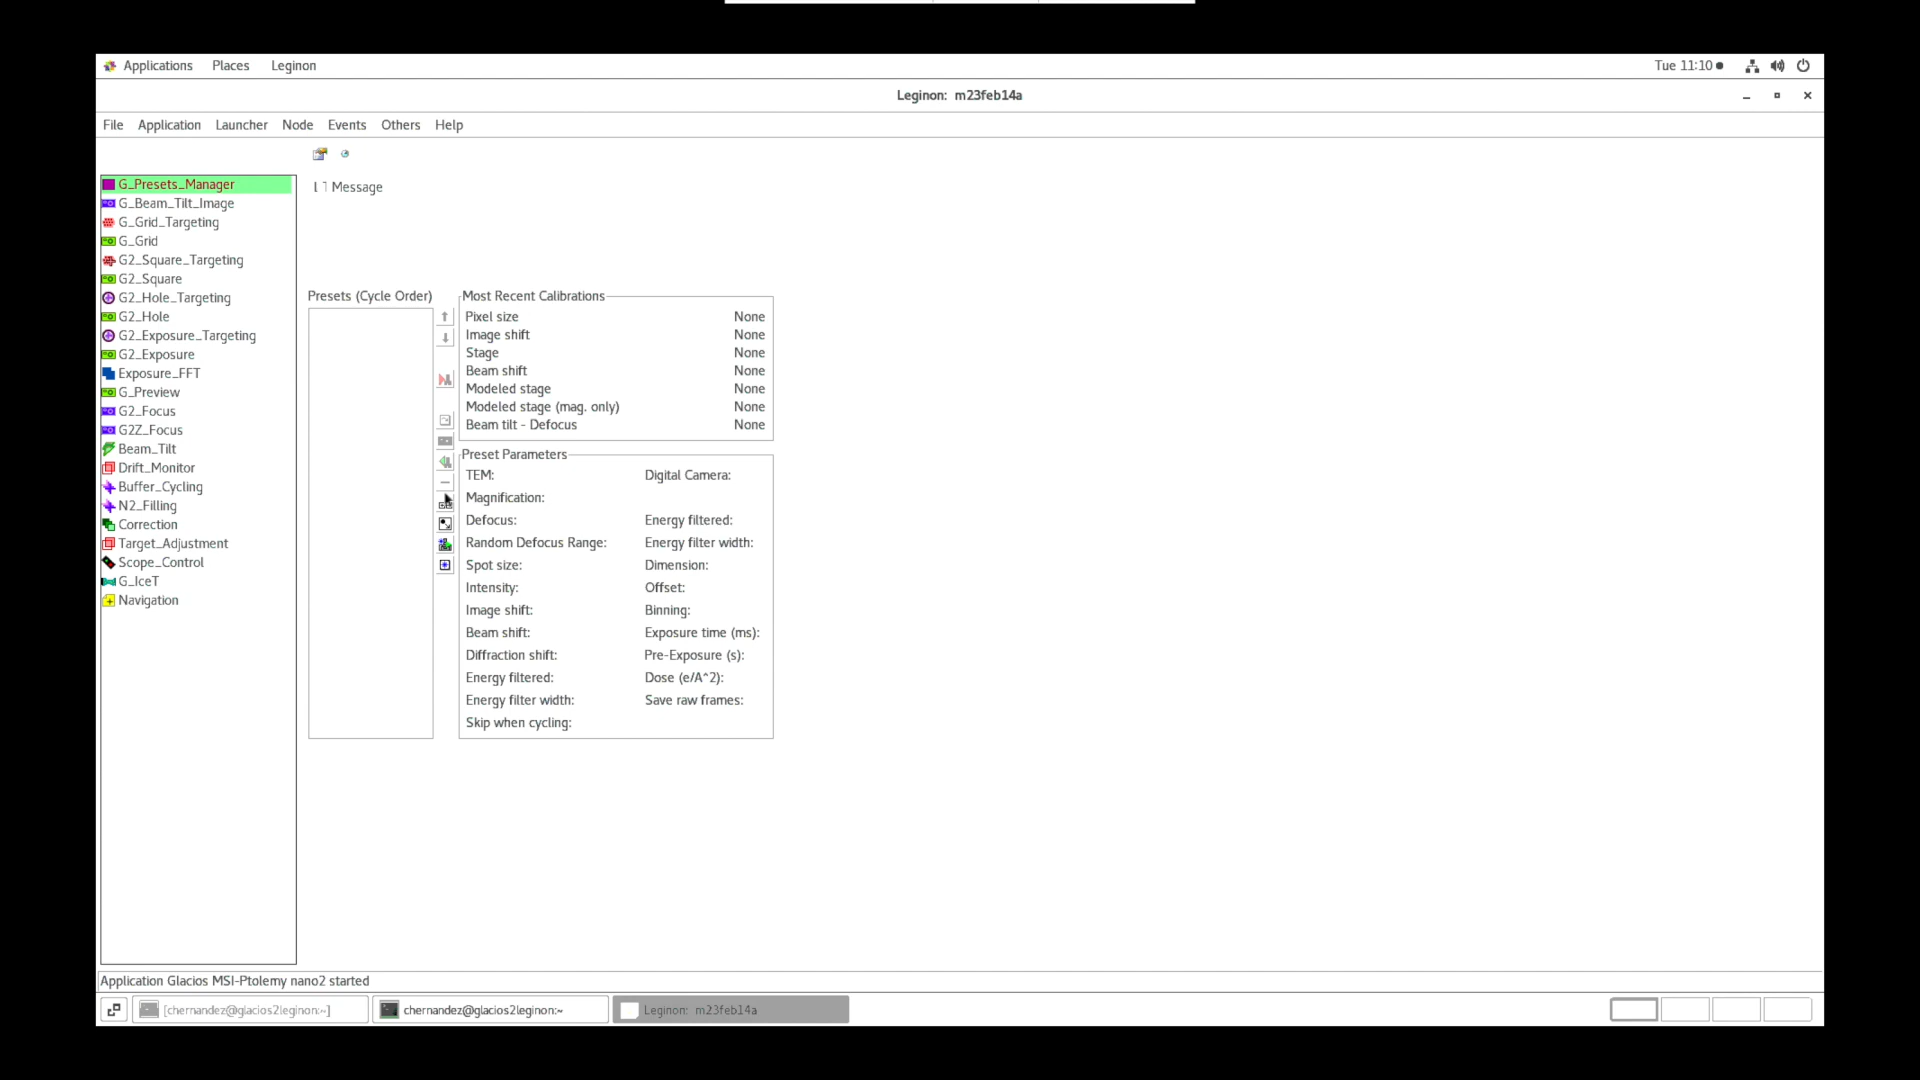 Applications Places Leginon Tue 11:10
Leginon: m23feb14a
File Application Launcher Node Events Others Help
G_Presets_Manager
G_Beam_Tilt_Image
G_Grid_Targeting
G_Grid
G2_Square_Targeting
G2_Square
G2_Hole_Targeting
G2_Hole
G2_Exposure_Targeting
G2_Exposure
Exposure_FFT
G_Preview
G2_Focus
G2Z_Focus
Beam_Tilt
Drift_Monitor
Buffer_Cycling
N2_Filling
Correction
Target_Adjustment
Scope_Control
G_IceT
Navigation
Message
Presets (Cycle Order)
Most Recent Calibrations
Pixel size None
Image shift None
Stage None
Beam shift None
Modeled stage None
Modeled stage (mag. only) None
Beam tilt - Defocus None
Preset Parameters
TEM: Digital Camera:
Magnification:
Defocus: Energy filtered:
Random Defocus Range: Energy filter width:
Spot size: Dimension:
Intensity: Offset:
Image shift: Binning:
Beam shift: Exposure time (ms):
Diffraction shift: Pre-Exposure (s):
Energy filtered: Dose (e/A^2):
Energy filter width: Save raw frames:
Skip when cycling:
Application Glacios MSI-Ptolemy nano2 started
[chernandez@glacios2leginon:~] chernandez@glacios2leginon:~ Leginon: m23feb14a